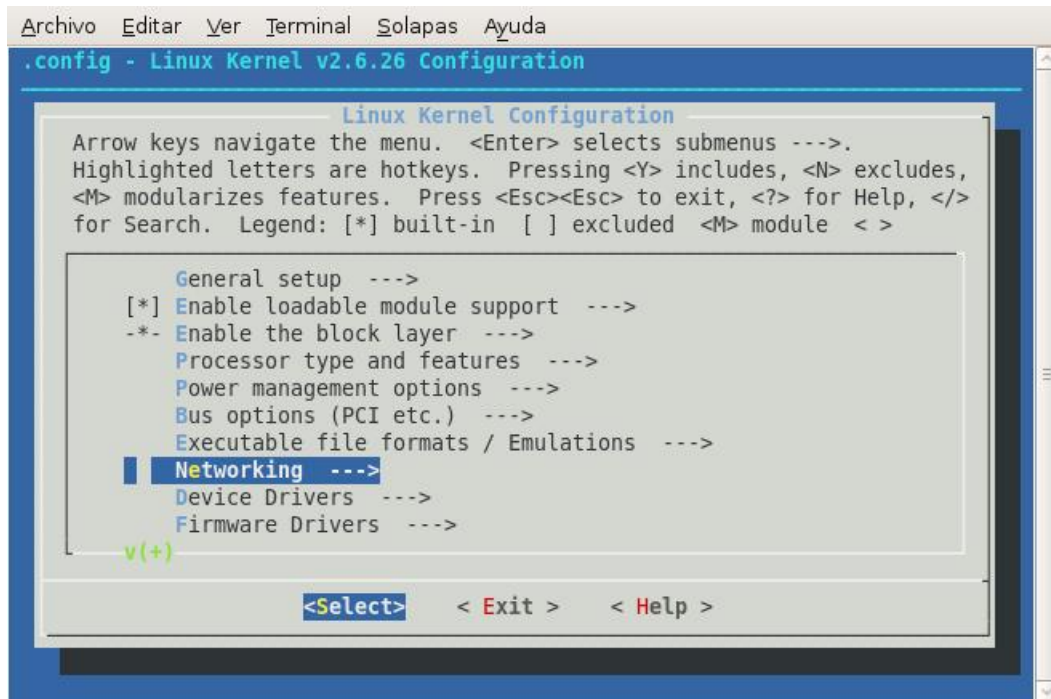 Archivo Editar Ver Terminal Solapas Ayuda
.config - Linux Kernel v2.6.26 Configuration
Linux Kernel Configuration
Arrow keys navigate the menu. <Enter> selects submenus --->.
Highlighted letters are hotkeys. Pressing <Y> includes, <N> excludes,
<M> modularizes features. Press <Esc><Esc> to exit, <?> for Help, </>
for Search. Legend: [*] built-in [ ] excluded <M> module < >
General setup --->
[*] Enable loadable module support --->
-*- Enable the block layer --->
Processor type and features --->
Power management options --->
Bus options (PCI etc.) --->
Executable file formats / Emulations --->
Networking --->
Device Drivers --->
Firmware Drivers --->
v(+)
<Select> < Exit > < Help >